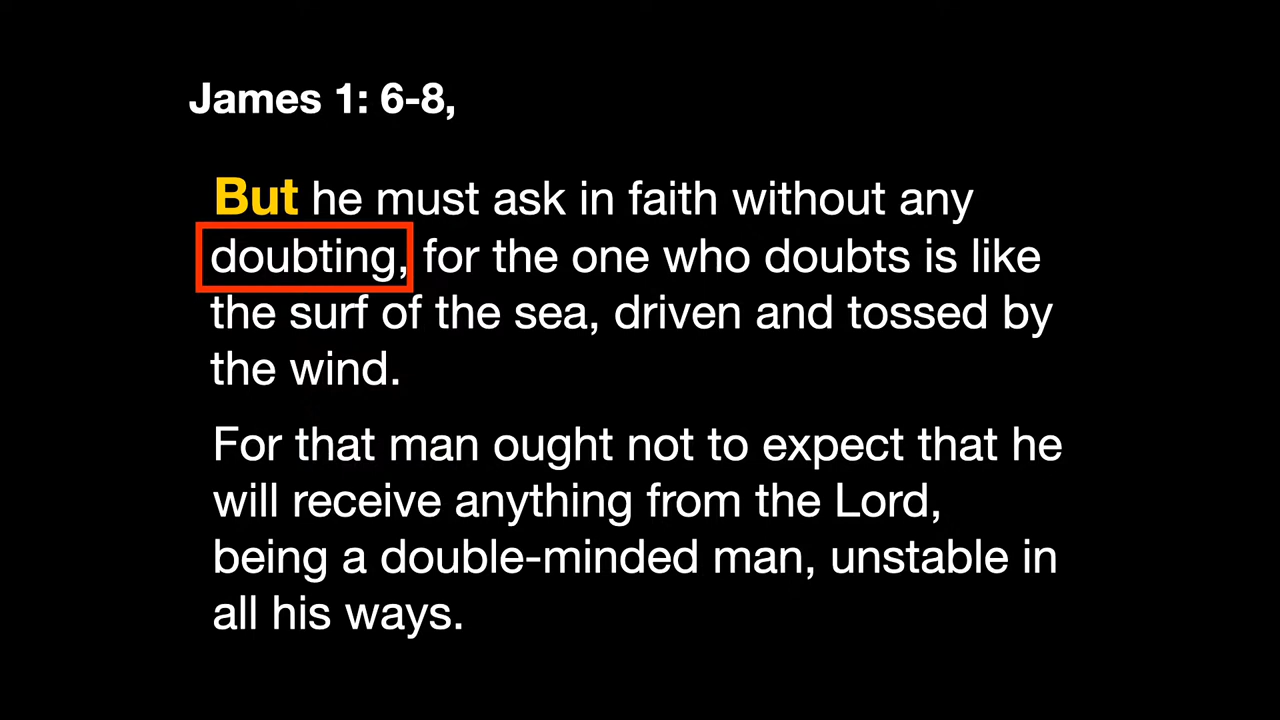 James 1: 6-8,
But he must ask in faith without any
doubting, for the one who doubts is like
the surf of the sea, driven and tossed by
the wind.
For that man ought not to expect that he
will receive anything from the Lord,
being a double-minded man, unstable in
all his ways.